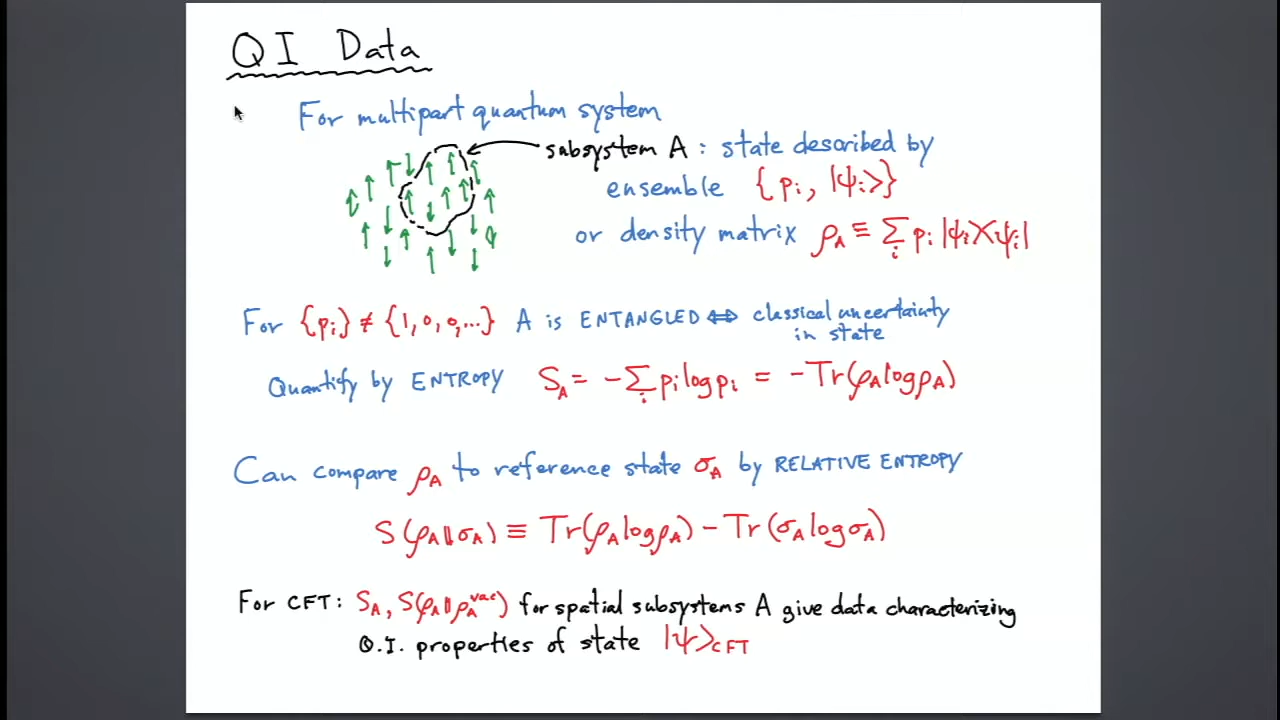 QI Data
For multipart quantum system
subsystem A : state described by
ensemble {pᵢ, |ψᵢ>}
or density matrix ρ_A ≡ Σᵢ pᵢ |ψᵢ><ψᵢ|
For {pᵢ} ≠ {1,0,0,...} A is ENTANGLED ⇔ classical uncertainty
in state
Quantify by ENTROPY S_A = -Σᵢ pᵢ log pᵢ = -Tr(ρ_A log ρ_A)
Can compare ρ_A to reference state σ_A by RELATIVE ENTROPY
S(ρ_A||σ_A) ≡ Tr(ρ_A log ρ_A) - Tr(σ_A log σ_A)
For CFT: S_A, S(ρ_A||ρ_A^vac) for spatial subsystems A give data characterizing
Q.I. properties of state |ψ>_CFT